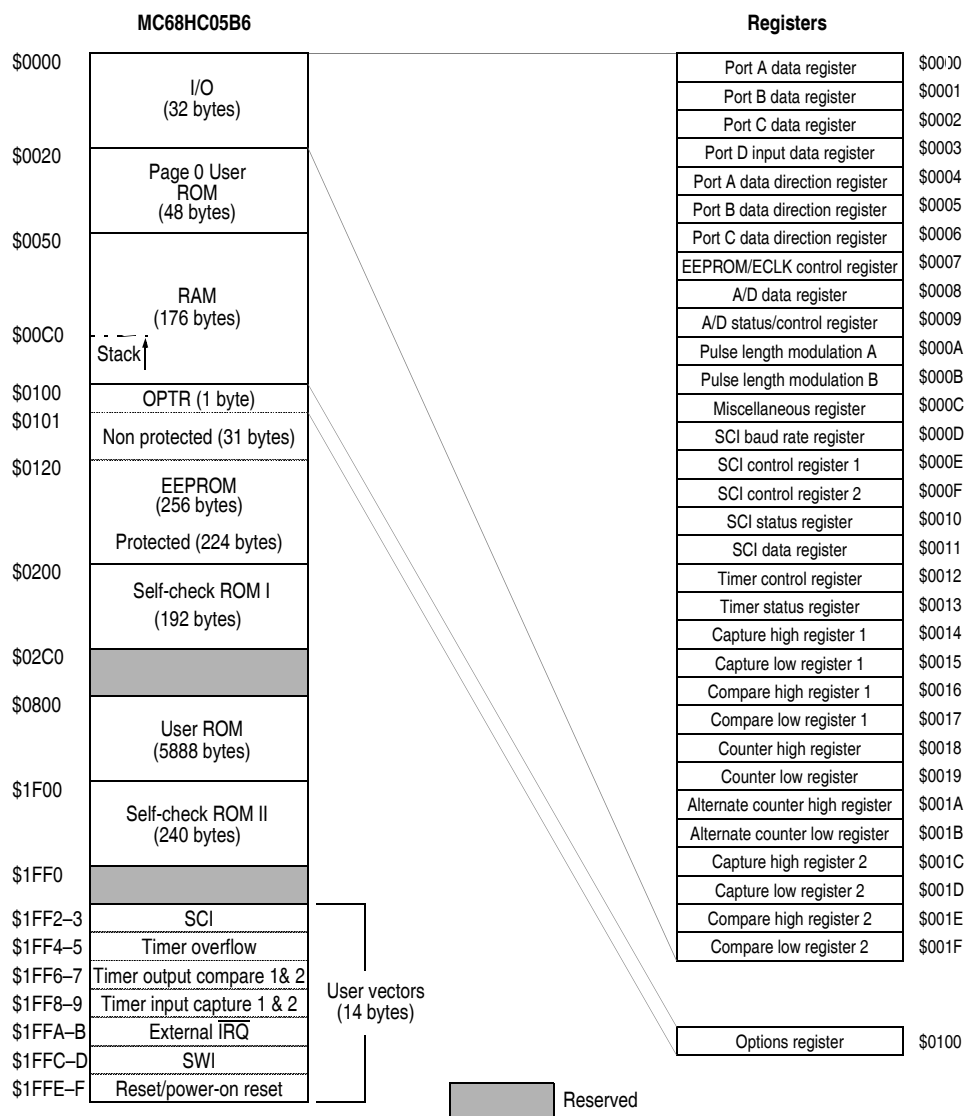 MC68HC05B6
Registers
$0000
I/O
(32 bytes)
$0020
Page 0 User
ROM
(48 bytes)
$0050
RAM
(176 bytes)
$00C0
Stack
$0100
OPTR (1 byte)
$0101
Non protected (31 bytes)
$0120
EEPROM
(256 bytes)
Protected (224 bytes)
$0200
Self-check ROM I
(192 bytes)
$02C0
$0800
User ROM
(5888 bytes)
$1F00
Self-check ROM II
(240 bytes)
$1FF0
$1FF2–3 SCI
$1FF4–5 Timer overflow
$1FF6–7 Timer output compare 1& 2
$1FF8–9 Timer input capture 1 & 2
$1FFA–B External IRQ
$1FFC–D SWI
$1FFE–F Reset/power-on reset
User vectors
(14 bytes)
Port A data register $0000
Port B data register $0001
Port C data register $0002
Port D input data register $0003
Port A data direction register $0004
Port B data direction register $0005
Port C data direction register $0006
EEPROM/ECLK control register $0007
A/D data register $0008
A/D status/control register $0009
Pulse length modulation A $000A
Pulse length modulation B $000B
Miscellaneous register $000C
SCI baud rate register $000D
SCI control register 1 $000E
SCI control register 2 $000F
SCI status register $0010
SCI data register $0011
Timer control register $0012
Timer status register $0013
Capture high register 1 $0014
Capture low register 1 $0015
Compare high register 1 $0016
Compare low register 1 $0017
Counter high register $0018
Counter low register $0019
Alternate counter high register $001A
Alternate counter low register $001B
Capture high register 2 $001C
Capture low register 2 $001D
Compare high register 2 $001E
Compare low register 2 $001F
Options register $0100
Reserved